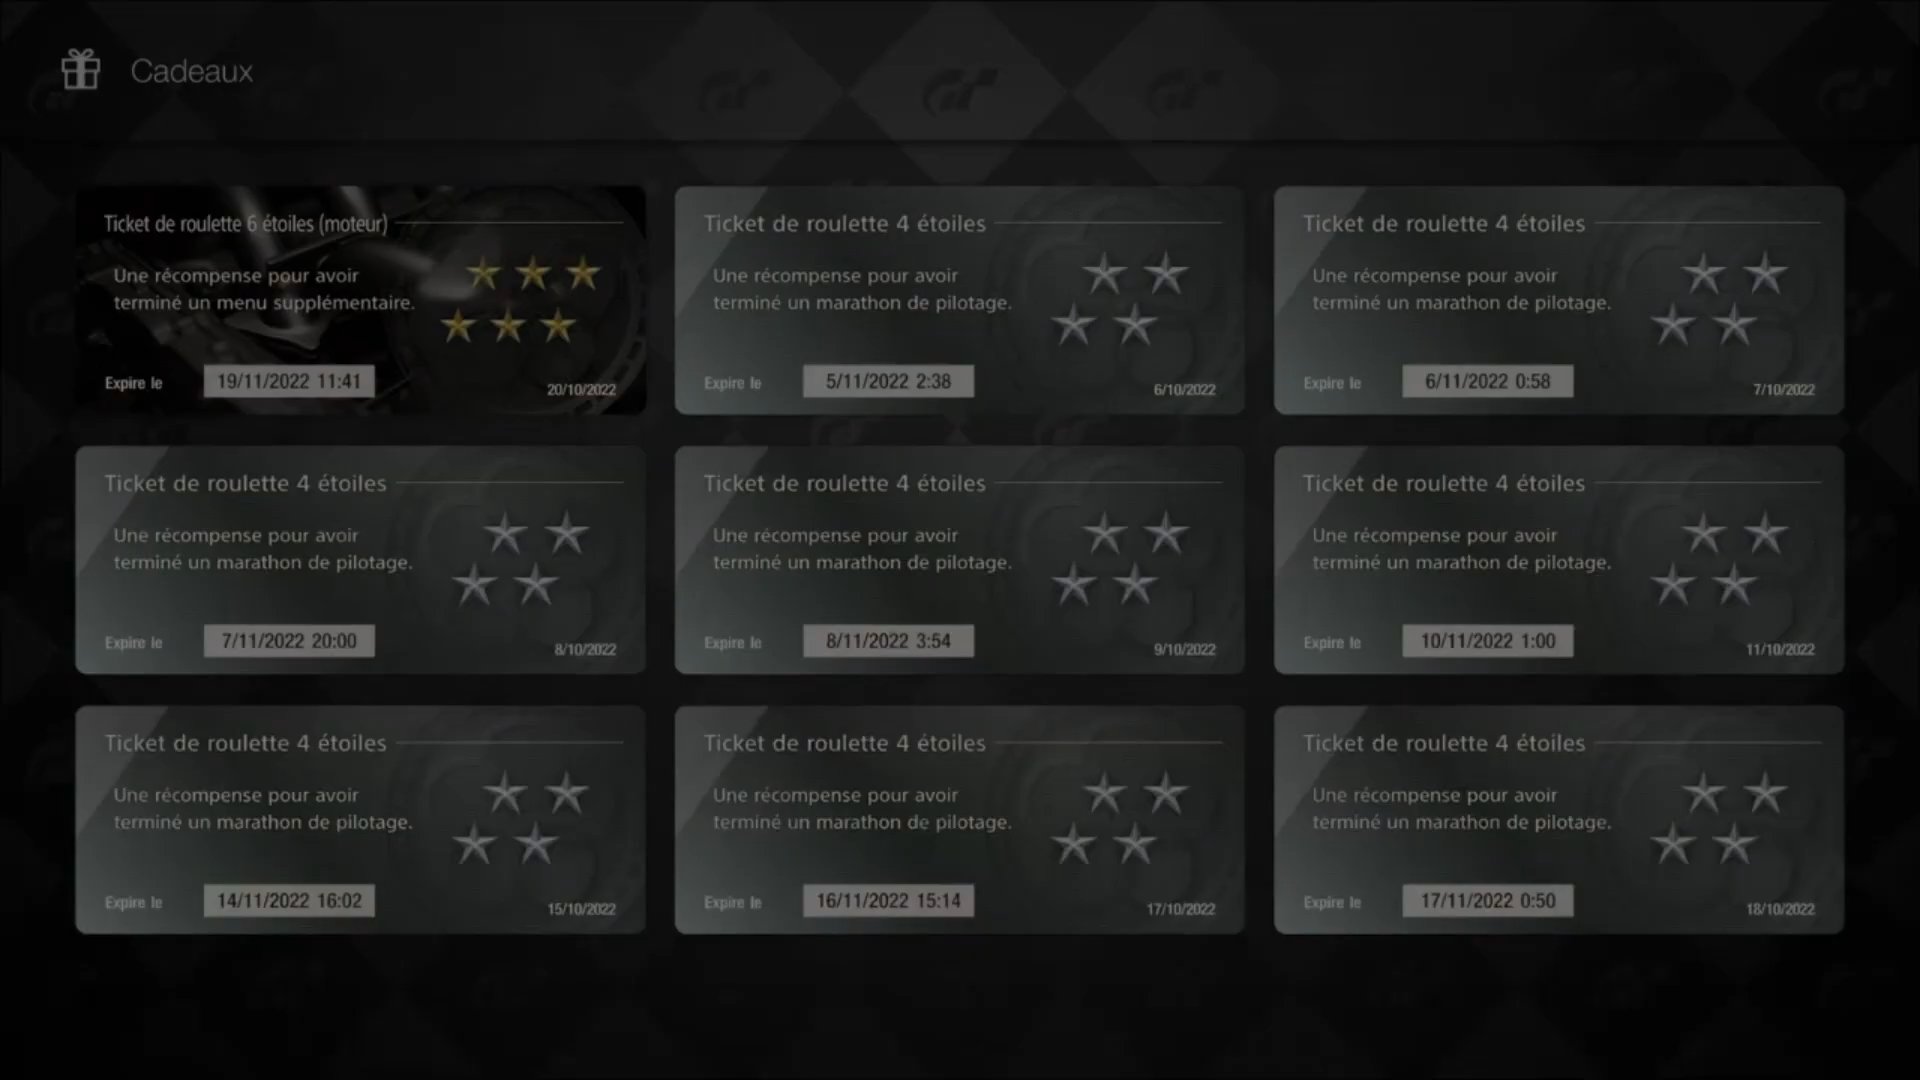 Cadeaux
Ticket de roulette 6 étoiles (moteur)
Une récompense pour avoir
terminé un menu supplémentaire.
Expire le
19/11/2022 11:41
20/10/2022
Ticket de roulette 4 étoiles
Une récompense pour avoir
terminé un marathon de pilotage.
Expire le
5/11/2022 2:38
6/10/2022
Ticket de roulette 4 étoiles
Une récompense pour avoir
terminé un marathon de pilotage.
Expire le
6/11/2022 0:58
7/10/2022
Ticket de roulette 4 étoiles
Une récompense pour avoir
terminé un marathon de pilotage.
Expire le
7/11/2022 20:00
8/10/2022
Ticket de roulette 4 étoiles
Une récompense pour avoir
terminé un marathon de pilotage.
Expire le
8/11/2022 3:54
9/10/2022
Ticket de roulette 4 étoiles
Une récompense pour avoir
terminé un marathon de pilotage.
Expire le
10/11/2022 1:00
11/10/2022
Ticket de roulette 4 étoiles
Une récompense pour avoir
terminé un marathon de pilotage.
Expire le
14/11/2022 16:02
15/10/2022
Ticket de roulette 4 étoiles
Une récompense pour avoir
terminé un marathon de pilotage.
Expire le
16/11/2022 15:14
17/10/2022
Ticket de roulette 4 étoiles
Une récompense pour avoir
terminé un marathon de pilotage.
Expire le
17/11/2022 0:50
18/10/2022